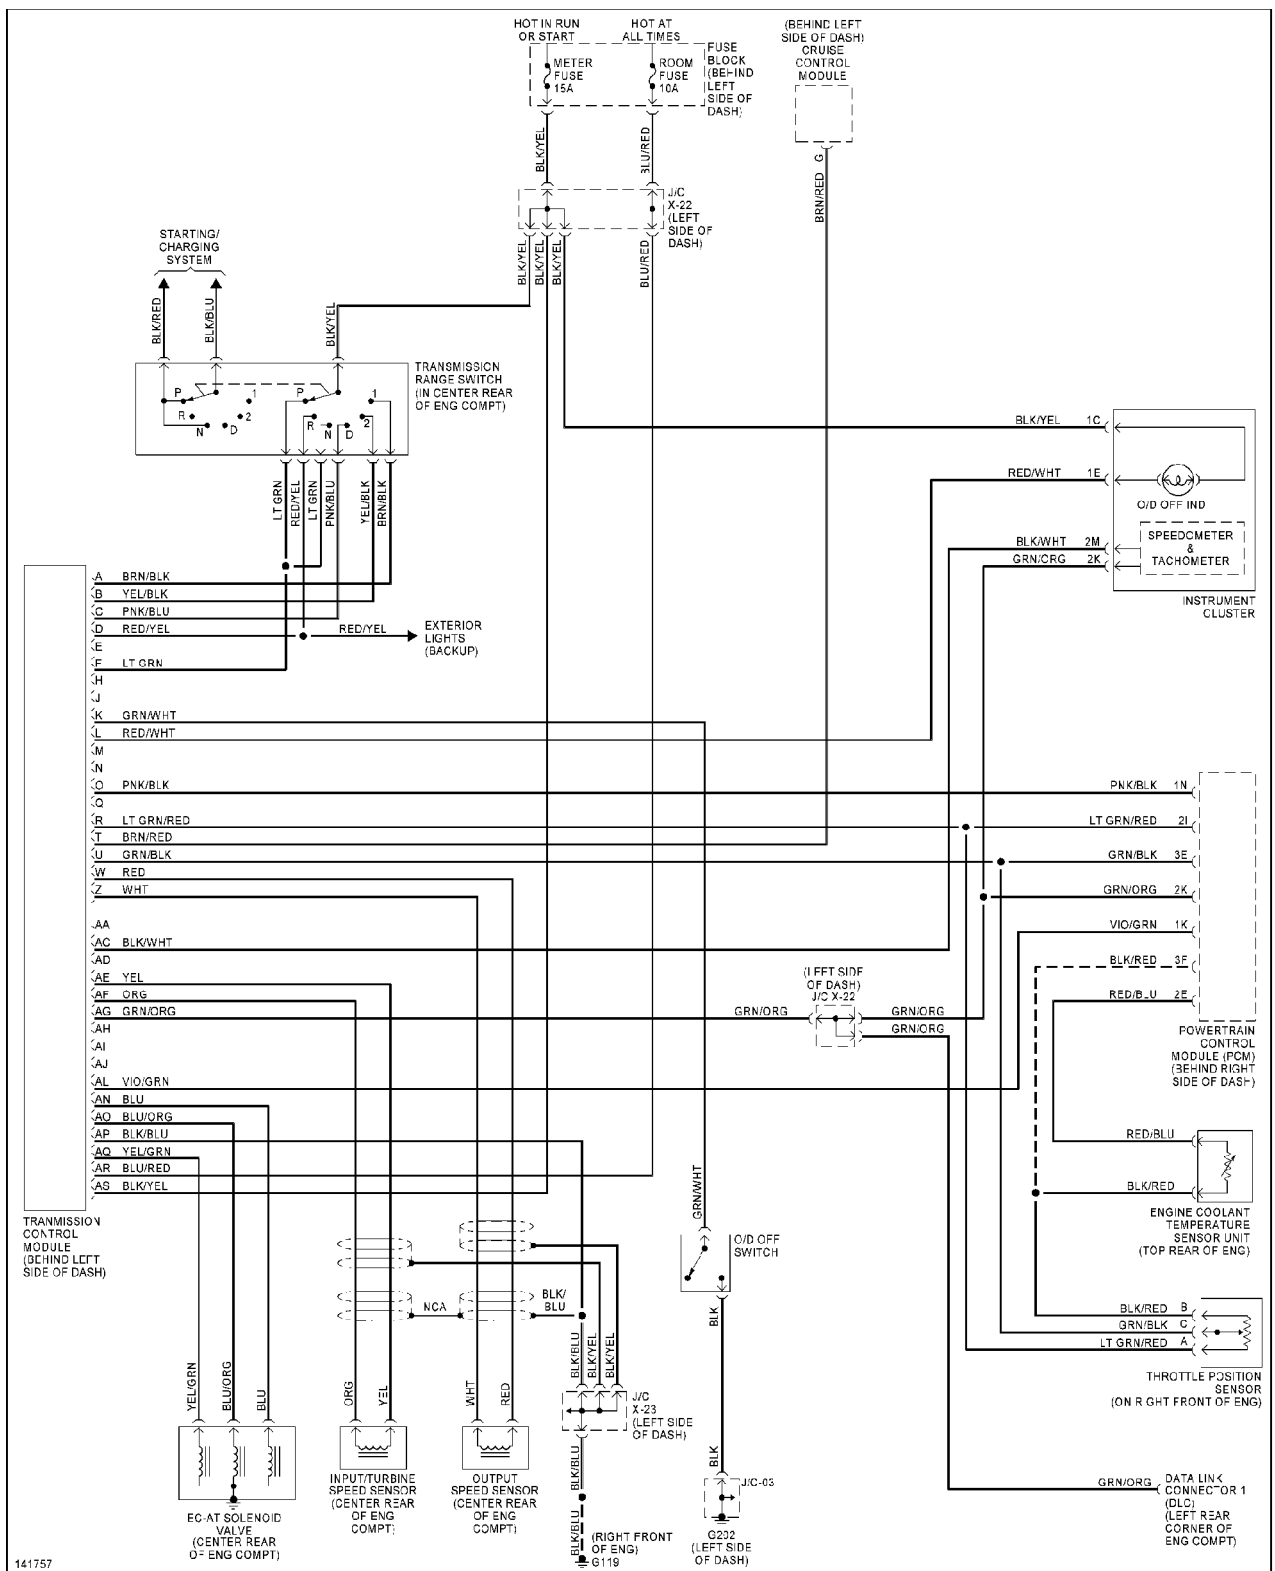 HOT IN RUN
OR START
HOT AT
ALL TIMES
(BEHIND LEFT
SIDE OF DASH)
CRUISE
CONTROL
MODULE
METER
FUSE
15A
ROOM
FUSE
10A
FUSE
BLOCK
(BEHIND
LEFT
SIDE OF
DASH)
BLK/YEL
BLU/RED
G
BRN/RED
J/C
X-22
(LEFT
SIDE OF
DASH)
BLK/YEL
BLK/YEL
BLK/YEL
BLU/RED
STARTING/
CHARGING
SYSTEM
BLK/RED
BLK/BLU
BLK/YEL
TRANSMISSION
RANGE SWITCH
(IN CENTER REAR
OF ENG COMPT)
P
1
R
2
N
D
P
1
R
2
N
D
LT GRN
RED/YEL
LT GRN
PNK/BLU
YEL/BLK
BRN/BLK
BLK/YEL 1C
RED/WHT 1E
O/D OFF IND
BLK/WHT 2M
GRN/ORG 2K
SPEEDOMETER
&
TACHOMETER
INSTRUMENT
CLUSTER
A BRN/BLK
B YEL/BLK
C PNK/BLU
D RED/YEL
RED/YEL
EXTERIOR
LIGHTS
(BACKUP)
E
F LT GRN
H
J
K GRN/WHT
L RED/WHT
M
N
O PNK/BLK
Q
R LT GRN/RED
T BRN/RED
U GRN/BLK
W RED
Z WHT
AA
AC BLK/WHT
AD
AE YEL
AF ORG
AG GRN/ORG
AH
AI
AJ
AL VIO/GRN
AN BLU
AO BLU/ORG
AP BLK/BLU
AQ YEL/GRN
AR BLU/RED
AS BLK/YEL
TRANMISSION
CONTROL
MODULE
(BEHIND LEFT
SIDE OF DASH)
PNK/BLK 1N
LT GRN/RED 2I
GRN/BLK 3E
GRN/ORG 2K
VIO/GRN 1K
BLK/RED 3F
RED/BLU 2E
POWERTRAIN
CONTROL
MODULE (PCM)
(BEHIND RIGHT
SIDE OF DASH)
(LEFT SIDE
OF DASH)
J/C X-22
GRN/ORG
GRN/ORG
GRN/ORG
RED/BLU
BLK/RED
ENGINE COOLANT
TEMPERATURE
SENSOR UNIT
(TOP REAR OF ENG)
GRN/WHT
O/D OFF
SWITCH
BLK
NCA
BLK/
BLU
BLK/RED B
GRN/BLK C
LT GRN/RED A
THROTTLE POSITION
SENSOR
(ON RIGHT FRONT OF ENG)
YEL/GRN
BLU/ORG
BLU
ORG
YEL
WHT
RED
BLK/BLU
BLK/YEL
BLK/YEL
J/C
X-23
(LEFT SIDE
OF DASH)
BLK/BLU
BLK
J/C-03
G202
(LEFT SIDE
OF DASH)
EC-AT SOLENOID
VALVE
(CENTER REAR
OF ENG COMPT)
INPUT/TURBINE
SPEED SENSOR
(CENTER REAR
OF ENG
COMPT)
OUTPUT
SPEED SENSOR
(CENTER REAR
OF ENG
COMPT)
BLK/BLU
(RIGHT FRONT
OF ENG)
G119
GRN/ORG
DATA LINK
CONNECTOR 1
(DLC)
(LEFT REAR
CORNER OF
ENG COMPT)
141757